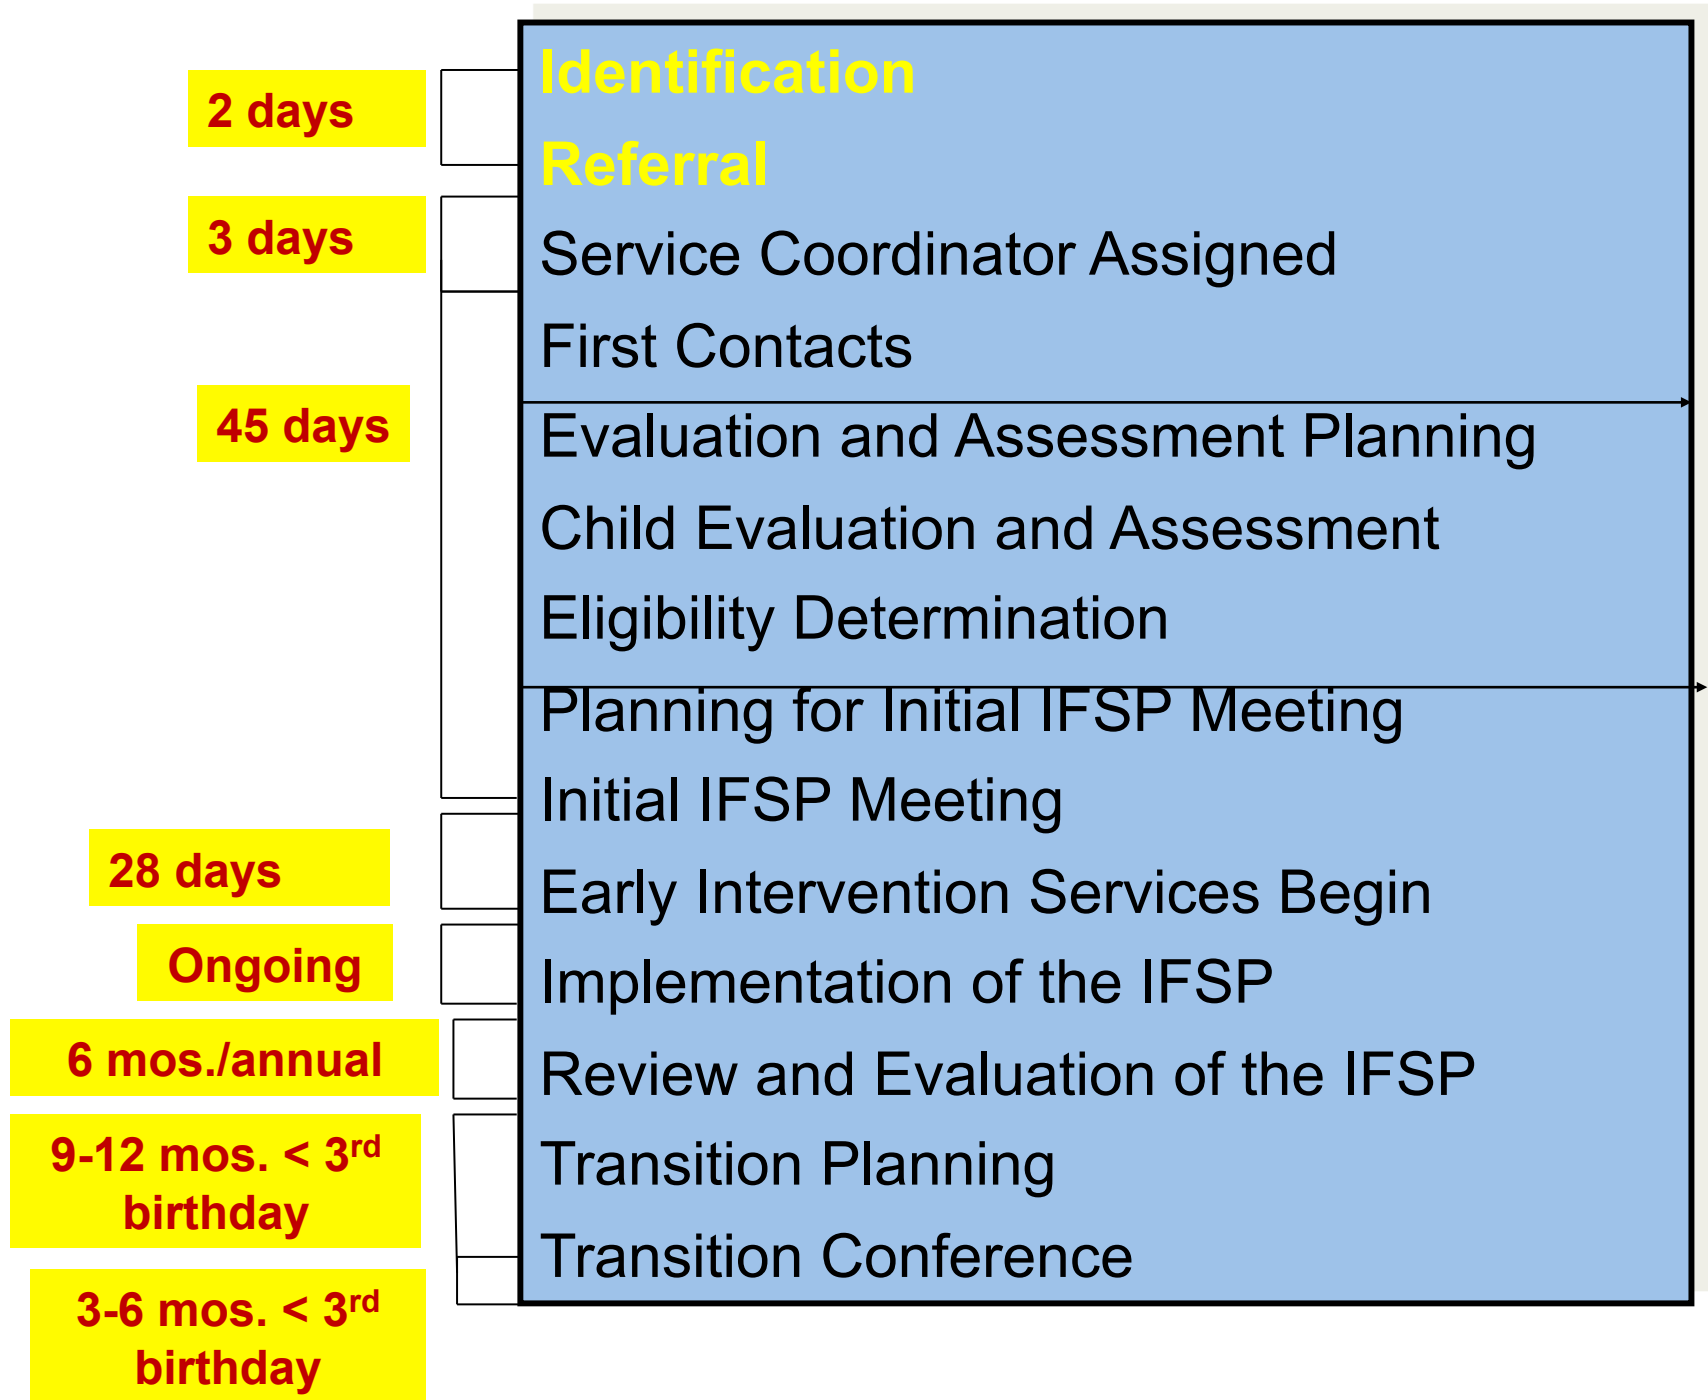 Identification
2 days
Referral
3 days
Service Coordinator Assigned
First Contacts
45 days
Evaluation and Assessment Planning
Child Evaluation and Assessment
Eligibility Determination
Planning for Initial IFSP Meeting
Initial IFSP Meeting
28 days
Early Intervention Services Begin
Ongoing
Implementation of the IFSP
6 mos./annual
Review and Evaluation of the IFSP
9-12 mos. < 3rd
birthday
Transition Planning
Transition Conference
3-6 mos. < 3rd
birthday